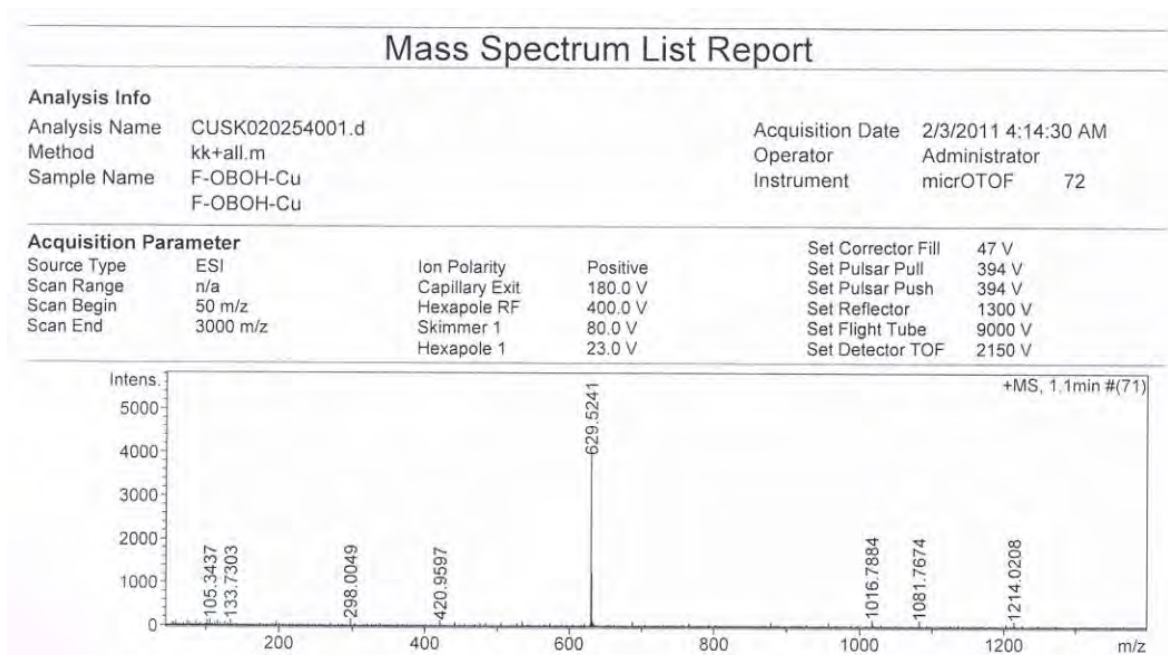 Mass Spectrum List Report
Analysis Info
Analysis Name CUSK020254001.d
Acquisition Date 2/3/2011 4:14:30 AM
Method kk+all.m
Operator Administrator
Sample Name F-OBOH-Cu
Instrument micrOTOF 72
F-OBOH-Cu
Acquisition Parameter
Set Corrector Fill 47 V
Source Type ESI Ion Polarity Positive Set Pulsar Pull 394 V
Scan Range n/a Capillary Exit 180.0 V Set Pulsar Push 394 V
Scan Begin 50 m/z Hexapole RF 400.0 V Set Reflector 1300 V
Scan End 3000 m/z Skimmer 1 80.0 V Set Flight Tube 9000 V
Hexapole 1 23.0 V Set Detector TOF 2150 V
Intens.
+MS, 1.1min #(71)
5000
4000
3000
2000
1000
0
105.3437
133.7303
298.0049
420.9597
629.5241
1016.7884
1081.7674
1214.0208
200 400 600 800 1000 1200 m/z